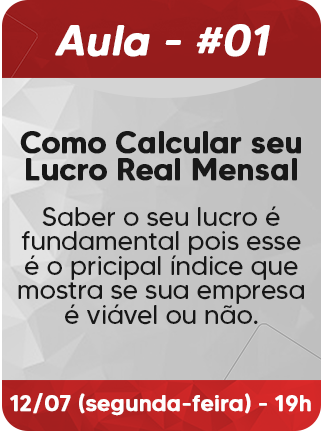 Aula - #01
Como Calcular seu
Lucro Real Mensal
Saber o seu lucro é
fundamental pois esse
é o pricipal índice que
mostra se sua empresa
é viável ou não.
12/07 (segunda-feira) - 19h